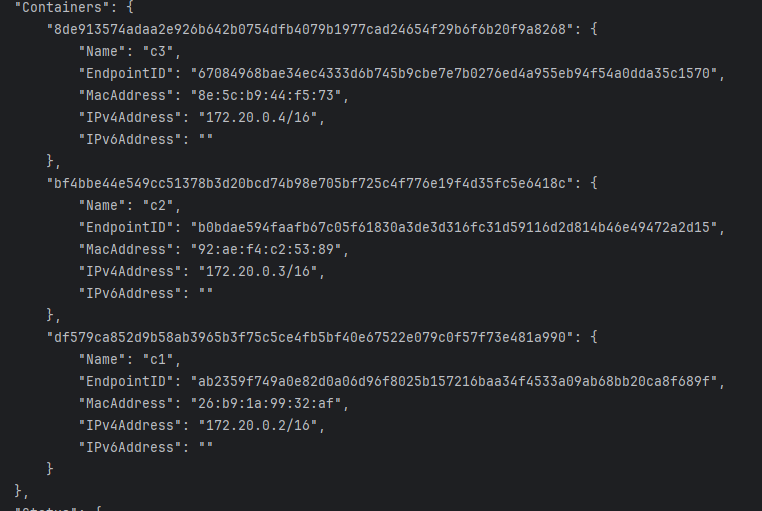 "Containers": {
"8de913574adaa2e926b642b0754dfb4079b1977cad24654f29b6f6b20f9a8268": {
"Name": "c3",
"EndpointID": "67084968bae34ec4333d6b745b9cbe7e7b0276ed4a955eb94f54a0dda35c1570",
"MacAddress": "8e:5c:b9:44:f5:73",
"IPv4Address": "172.20.0.4/16",
"IPv6Address": ""
},
"bf4bbe44e549cc51378b3d20bcd74b98e705bf725c4f776e19f4d35fc5e6418c": {
"Name": "c2",
"EndpointID": "b0bdae594faafb67c05f61830a3de3d316fc31d59116d2d814b46e49472a2d15",
"MacAddress": "92:ae:f4:c2:53:89",
"IPv4Address": "172.20.0.3/16",
"IPv6Address": ""
},
"df579ca852d9b58ab3965b3f75c5ce4fb5bf40e67522e079c0f57f73e481a990": {
"Name": "c1",
"EndpointID": "ab2359f749a0e82d0a06d96f8025b157216baa34f4533a09ab68bb20ca8f689f",
"MacAddress": "26:b9:1a:99:32:af",
"IPv4Address": "172.20.0.2/16",
"IPv6Address": ""
}
},